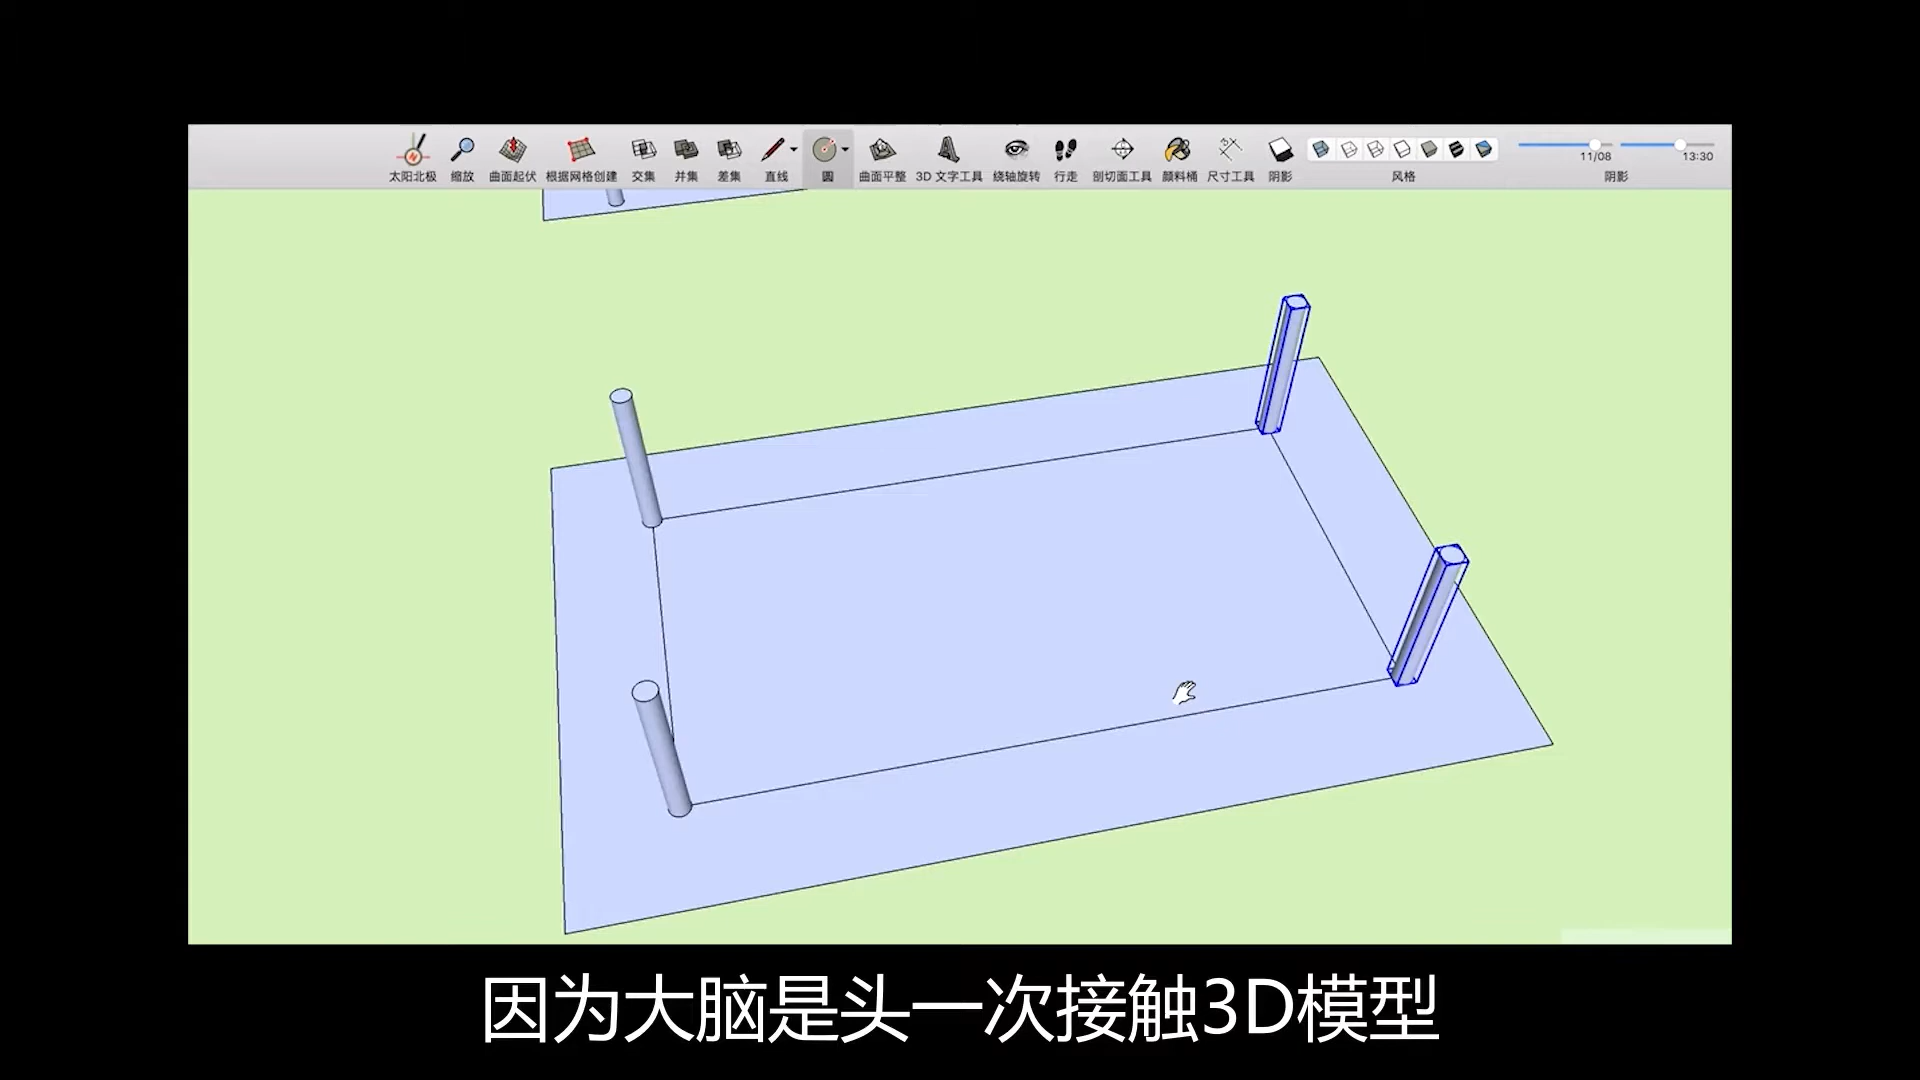 太阳北极 缩放 曲面起伏 根据网格创建 交集 并集 差集 直线 圆 曲面平整 3D 文字工具 绕轴旋转 行走 剖切面工具 颜料桶 尺寸工具 阴影 风格 11/08 13:30 阴影
因为大脑是头一次接触3D模型